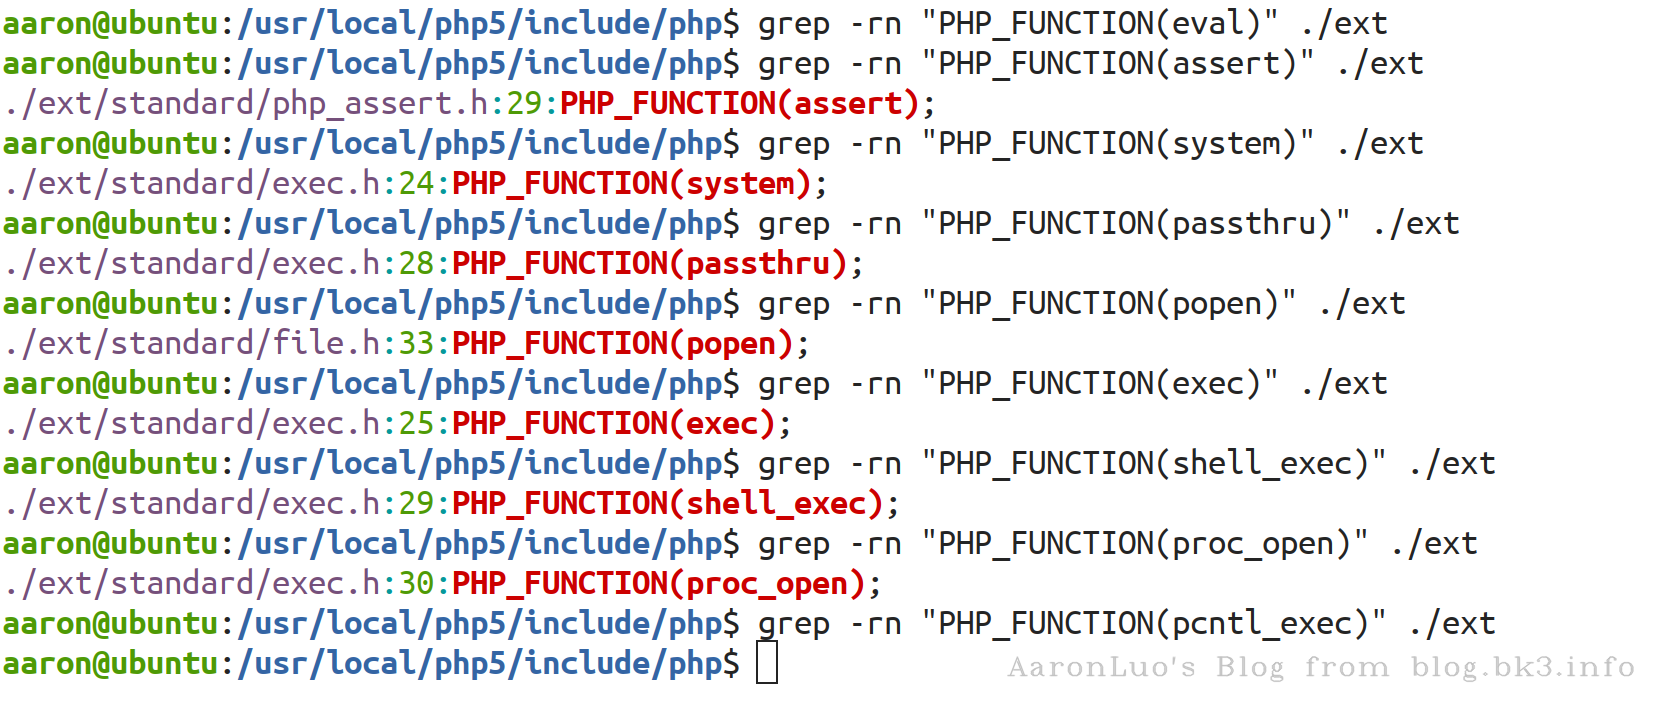 aaron@ubuntu:/usr/local/php5/include/php$ grep -rn "PHP_FUNCTION(eval)" ./ext
aaron@ubuntu:/usr/local/php5/include/php$ grep -rn "PHP_FUNCTION(assert)" ./ext
./ext/standard/php_assert.h:29:PHP_FUNCTION(assert);
aaron@ubuntu:/usr/local/php5/include/php$ grep -rn "PHP_FUNCTION(system)" ./ext
./ext/standard/exec.h:24:PHP_FUNCTION(system);
aaron@ubuntu:/usr/local/php5/include/php$ grep -rn "PHP_FUNCTION(passthru)" ./ext
./ext/standard/exec.h:28:PHP_FUNCTION(passthru);
aaron@ubuntu:/usr/local/php5/include/php$ grep -rn "PHP_FUNCTION(popen)" ./ext
./ext/standard/file.h:33:PHP_FUNCTION(popen);
aaron@ubuntu:/usr/local/php5/include/php$ grep -rn "PHP_FUNCTION(exec)" ./ext
./ext/standard/exec.h:25:PHP_FUNCTION(exec);
aaron@ubuntu:/usr/local/php5/include/php$ grep -rn "PHP_FUNCTION(shell_exec)" ./ext
./ext/standard/exec.h:29:PHP_FUNCTION(shell_exec);
aaron@ubuntu:/usr/local/php5/include/php$ grep -rn "PHP_FUNCTION(proc_open)" ./ext
./ext/standard/exec.h:30:PHP_FUNCTION(proc_open);
aaron@ubuntu:/usr/local/php5/include/php$ grep -rn "PHP_FUNCTION(pcntl_exec)" ./ext
aaron@ubuntu:/usr/local/php5/include/php$
AaronLuo's Blog from blog.bk3.info